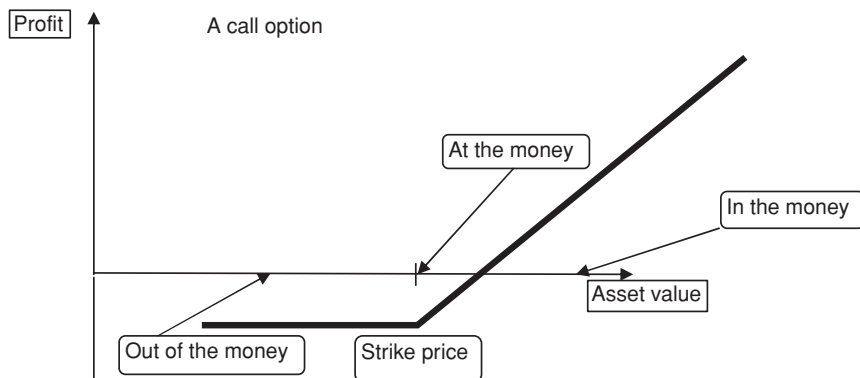 Profit
A call option
At the money
In the money
Asset value
Out of the money
Strike price